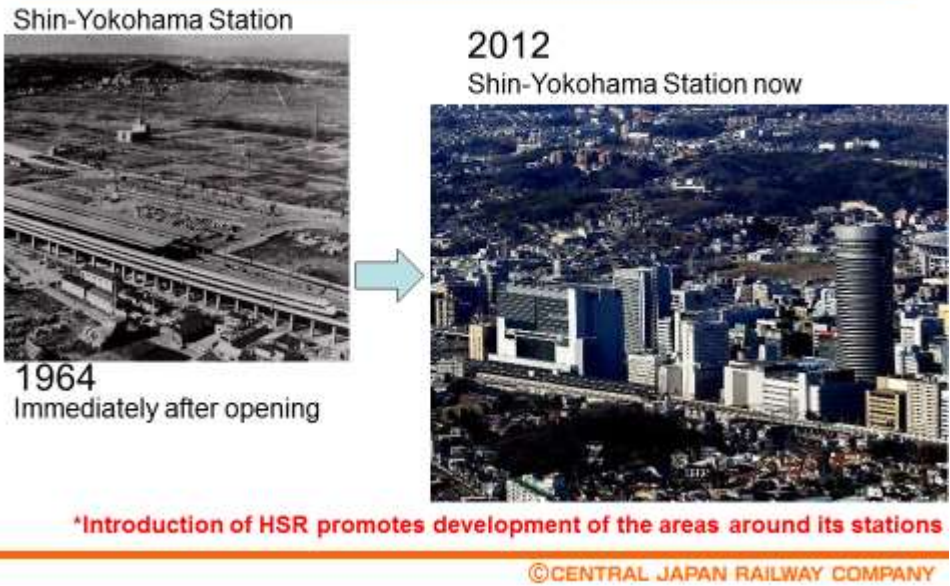 Shin-Yokohama Station
2012
Shin-Yokohama Station now
1964
Immediately after opening
*Introduction of HSR promotes development of the areas around its stations
©CENTRAL JAPAN RAILWAY COMPANY